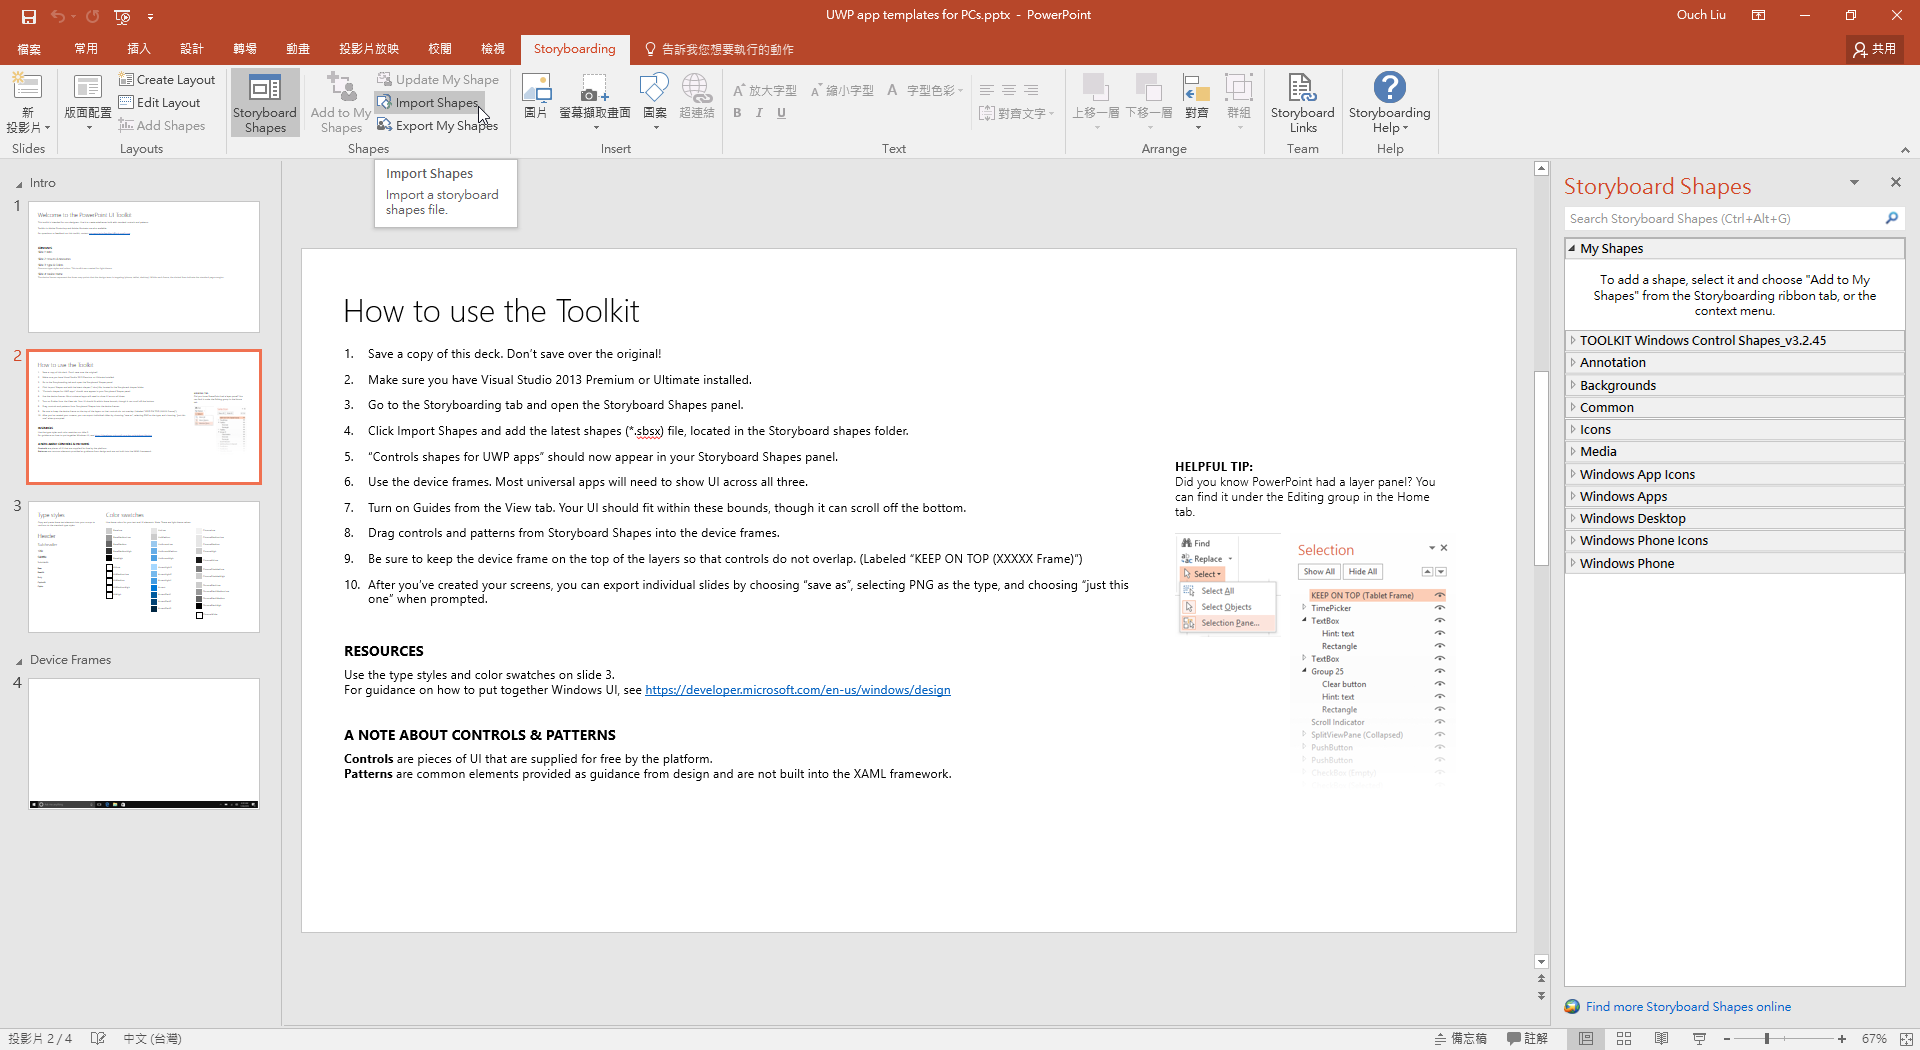 UWP app templates for PCs.pptx - PowerPoint
Ouch Liu
檔案 常用 插入 設計 轉場 動畫 投影片放映 校閱 檢視 Storyboarding 告訴我您想要執行的動作
共用
新
投影片
Slides
版面配置
Create Layout
Edit Layout
Add Shapes
Layouts
Storyboard
Shapes
Add to My
Shapes
Update My Shape
Import Shapes
Export My Shapes
Shapes
圖片
螢幕擷取畫面
圖案
超連結
Insert
放大字型 縮小字型 A 字型色彩
B I U
對齊文字
Text
上移一層
下移一層
對齊
群組
Arrange
Storyboard
Links
Team
Storyboarding
Help
Help
Import Shapes
Import a storyboard
shapes file.
Intro
1
Welcome to the PowerPoint UI Toolkit
2
How to use the Toolkit
3
Type styles
Color swatches
Header
Device Frames
4
How to use the Toolkit
1. Save a copy of this deck. Don’t save over the original!
2. Make sure you have Visual Studio 2013 Premium or Ultimate installed.
3. Go to the Storyboarding tab and open the Storyboard Shapes panel.
4. Click Import Shapes and add the latest shapes (*.sbsx) file, located in the Storyboard shapes folder.
5. “Controls shapes for UWP apps” should now appear in your Storyboard Shapes panel.
6. Use the device frames. Most universal apps will need to show UI across all three.
7. Turn on Guides from the View tab. Your UI should fit within these bounds, though it can scroll off the bottom.
8. Drag controls and patterns from Storyboard Shapes into the device frames.
9. Be sure to keep the device frame on the top of the layers so that controls do not overlap. (Labeled “KEEP ON TOP (XXXXX Frame)”)
10. After you’ve created your screens, you can export individual slides by choosing “save as”, selecting PNG as the type, and choosing “just this
one” when prompted.
RESOURCES
Use the type styles and color swatches on slide 3.
For guidance on how to put together Windows UI, see https://developer.microsoft.com/en-us/windows/design
A NOTE ABOUT CONTROLS & PATTERNS
Controls are pieces of UI that are supplied for free by the platform.
Patterns are common elements provided as guidance from design and are not built into the XAML framework.
HELPFUL TIP:
Did you know PowerPoint had a layer panel? You
can find it under the Editing group in the Home
tab.
Find
Replace
Select
Select All
Select Objects
Selection Pane...
Selection
Show All Hide All
KEEP ON TOP (Tablet Frame)
TimePicker
TextBox
Hint: text
Rectangle
TextBox
Group 25
Clear button
Hint: text
Rectangle
Scroll Indicator
SplitViewPane (Collapsed)
PushButton
PushButton
CheckBox (Empty)
Storyboard Shapes
Search Storyboard Shapes (Ctrl+Alt+G)
My Shapes
To add a shape, select it and choose "Add to My
Shapes" from the Storyboarding ribbon tab, or the
context menu.
TOOLKIT Windows Control Shapes_v3.2.45
Annotation
Backgrounds
Common
Icons
Media
Windows App Icons
Windows Apps
Windows Desktop
Windows Phone Icons
Windows Phone
Find more Storyboard Shapes online
投影片 2 / 4 中文 (台灣)
備忘稿 註解 67%